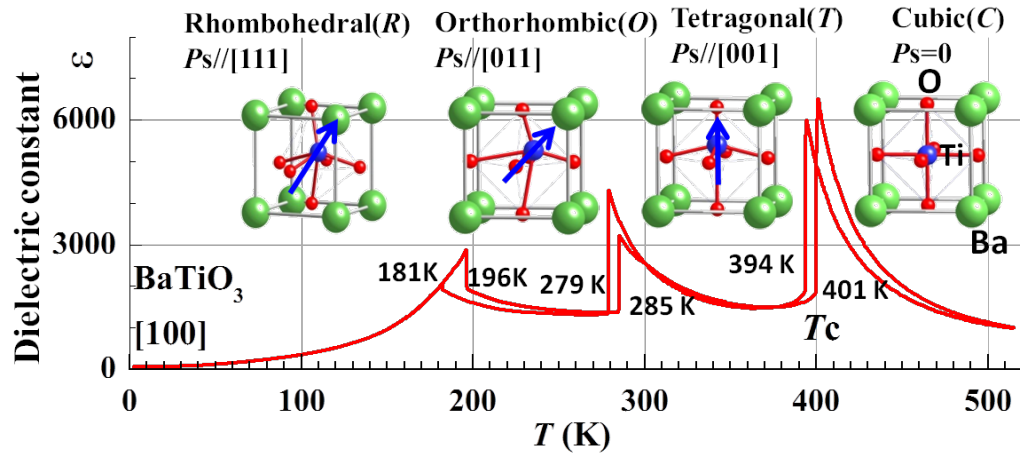 Rhombohedral(R) Orthorhombic(O) Tetragonal(T) Cubic(C)
Ps//[111] Ps//[011] Ps//[001] Ps=0
Dielectric constant ε
6000
3000
0
O
Ti
Ba
BaTiO3
[100]
181K 196K 279 K 285 K 394 K 401 K
Tc
0 100 200 300 400 500
T (K)